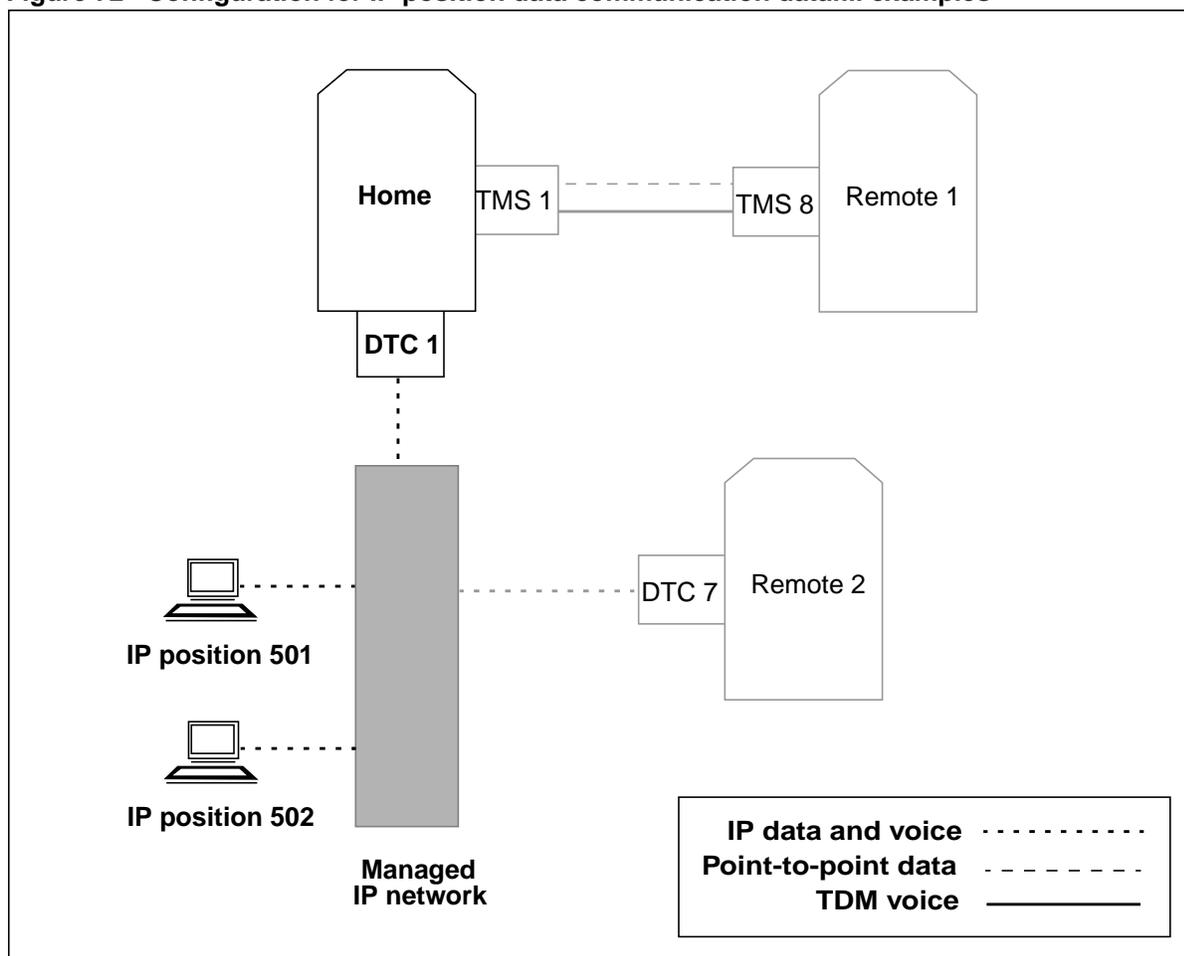 Home
TMS 1
TMS 8
Remote 1
DTC 1
DTC 7
Remote 2
IP position 501
IP position 502
Managed
IP network
IP data and voice
Point-to-point data
TDM voice